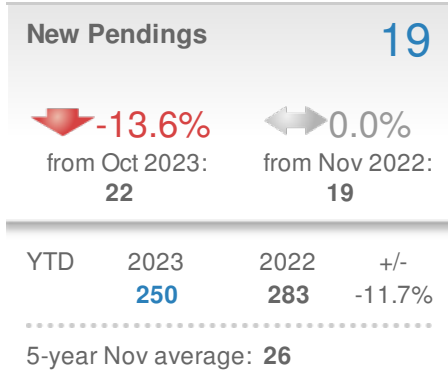 New Pendings 19
-13.6% 0.0%
from Oct 2023: from Nov 2022:
22 19
YTD 2023 2022 +/-
250 283 -11.7%
5-year Nov average: 26